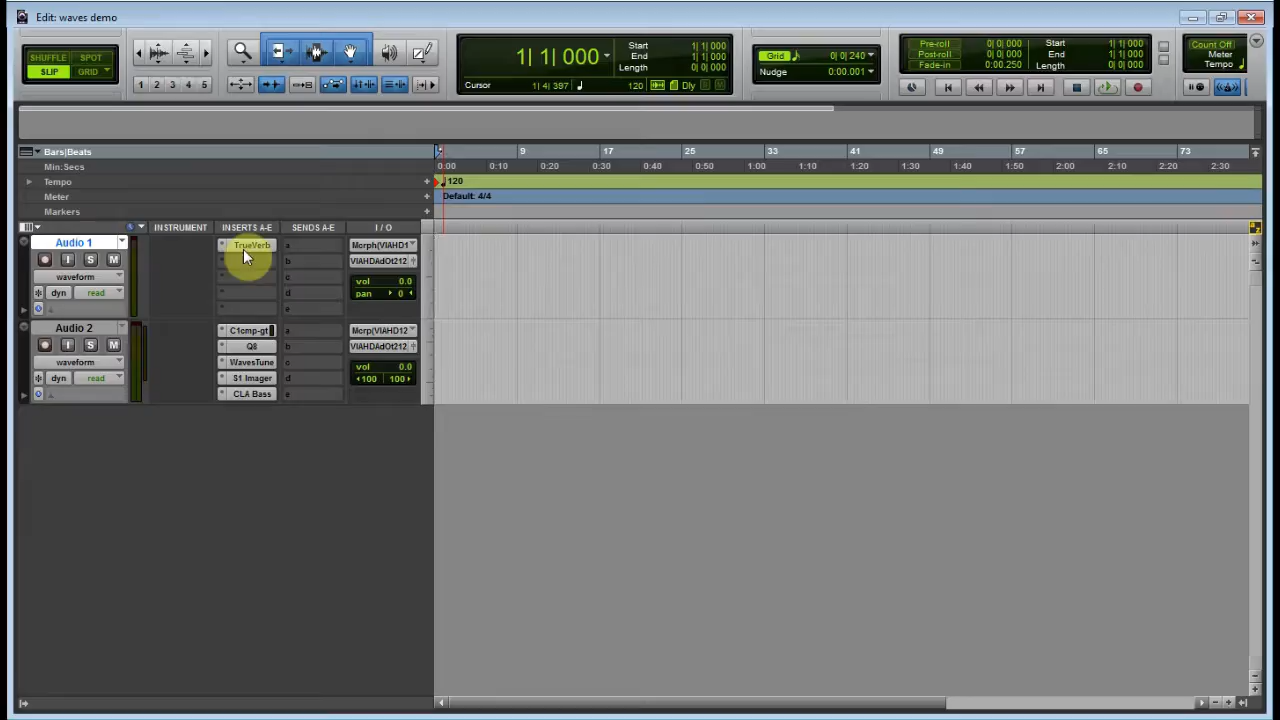 Edit: waves demo
SHUFFLE SPOT
SLIP GRID
1 2 3 4 5
1| 1| 000
Start 1| 1| 000
End 1| 1| 000
Length 0| 0| 000
Cursor 1| 4| 397 120 Dly
Grid 0| 0| 240
Nudge 0| 0.001
Pre-roll 0| 0| 000
Post-roll 0| 0| 000
Fade-in 0:00.250
Start 1| 1| 000
End 1| 1| 000
Length 0| 0| 000
Count Off
Meter
Tempo
Bars|Beats 9 17 25 33 41 49 57 65 73
Min:Secs 0:00 0:10 0:20 0:30 0:40 0:50 1:00 1:10 1:20 1:30 1:40 1:50 2:00 2:10 2:20 2:30
Tempo 120
Meter Default: 4/4
Markers
INSTRUMENT INSERTS A-E SENDS A-E I / O
Audio 1 TrueVerb a Mcrph(VIAHD1
I S M b VIAHDAdOt212
waveform c vol 0.0
dyn read d pan 0
e
Audio 2 C1cmp-gt a Mcrp(VIAHD12
I S M Q8 b VIAHDAdOt212
waveform WavesTune c vol 0.0
dyn read S1 Imager d 100 100
CLA Bass e